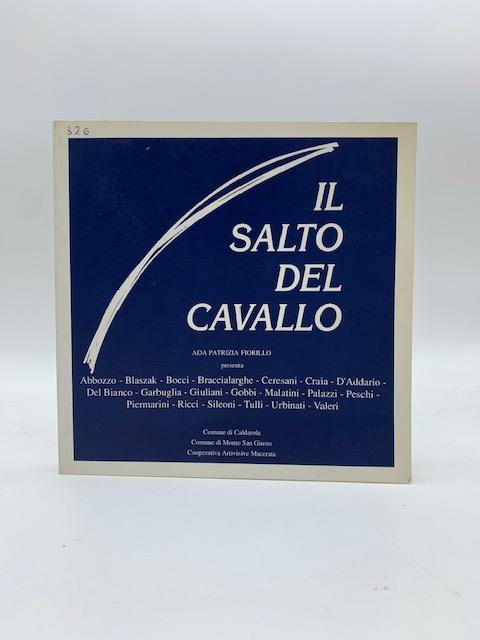 326
IL
SALTO
DEL
CAVALLO
ADA PATRIZIA FIORILLO
presenta
Abbozzo - Blaszak - Bocci - Braccialarghe - Ceresani - Craia - D'Addario -
Del Bianco - Garbuglia - Giuliani - Gobbi - Malatini - Palazzi - Peschi -
Piermarini - Ricci - Sileoni - Tulli - Urbinati - Valeri
Comune di Caldarola
Comune di Monte San Giusto
Cooperativa Artivisive Macerata